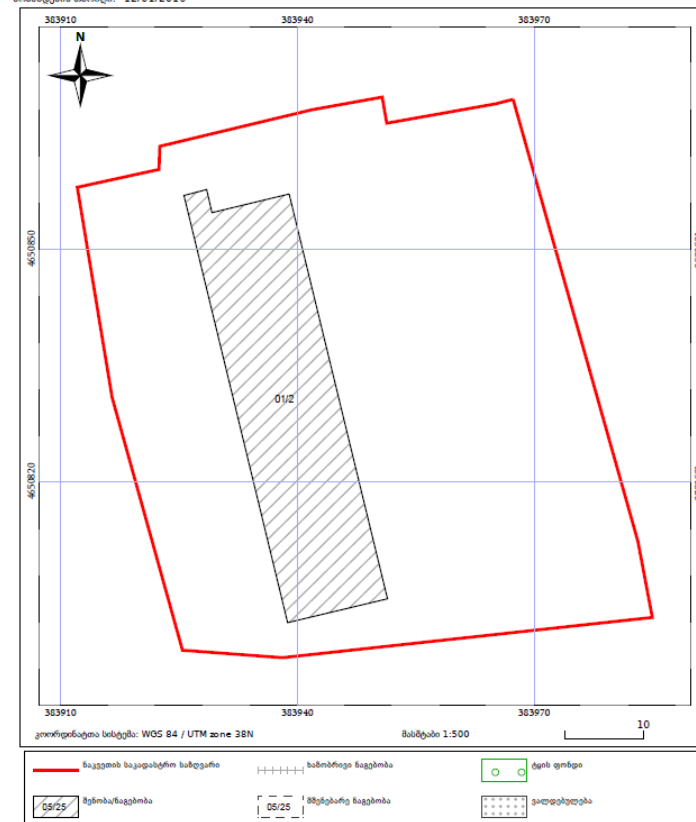 383910 383940 383970
N
4650850
4650820
01/2
383910 383940 383970
კოორდინატთა სისტემა: WGS 84 / UTM zone 38N მასშტაბი 1:500 10
ნაკვეთის საკადასტრო საზღვარი ხაზობრივი ნაგებობა ტყის ფონდი
05/25 შენობა/ნაგებობა 05/25 მშენებარე ნაგებობა ვალდებულება